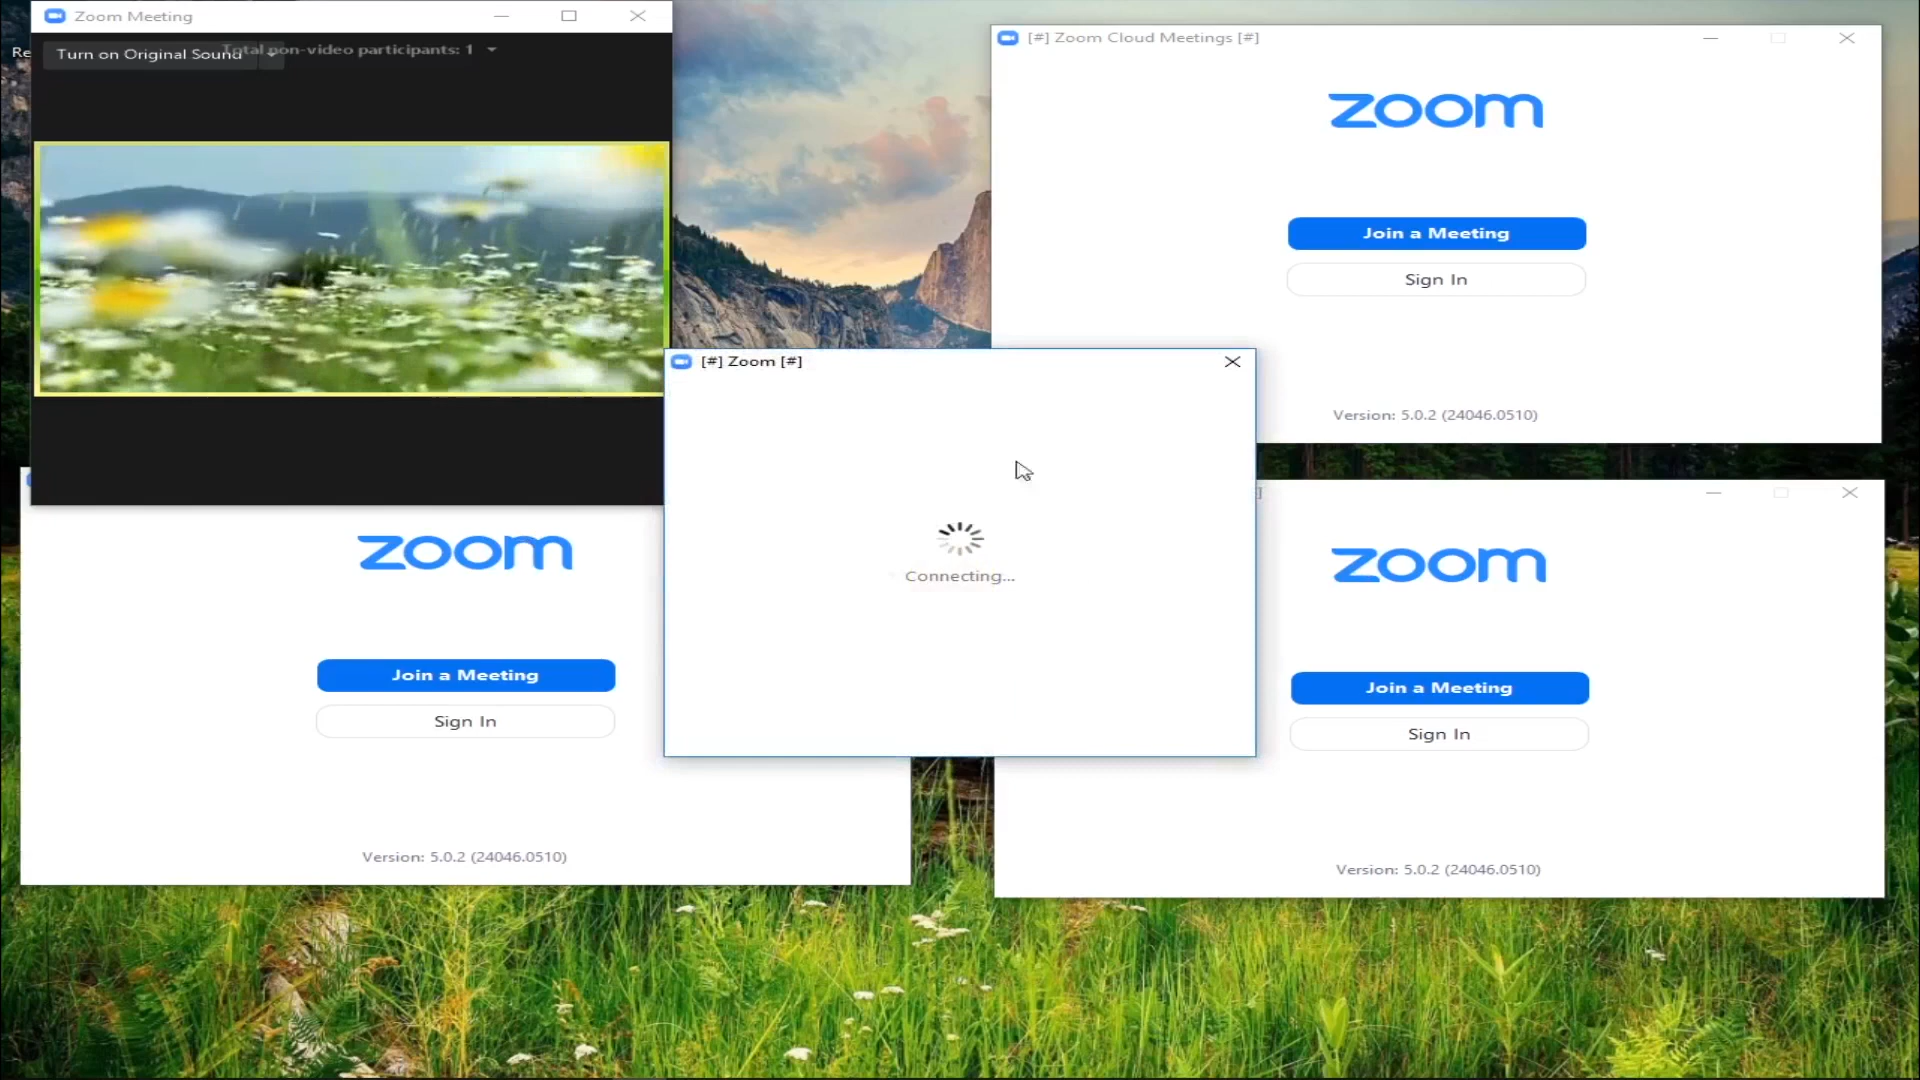 Zoom Meeting
Re
Turn on Original Sound
Total non-video participants: 1
[#] Zoom Cloud Meetings [#]
zoom
Join a Meeting
Sign In
Version: 5.0.2 (24046.0510)
[#] Zoom [#]
Connecting...
zoom
Join a Meeting
Sign In
Version: 5.0.2 (24046.0510)
]
zoom
Join a Meeting
Sign In
Version: 5.0.2 (24046.0510)